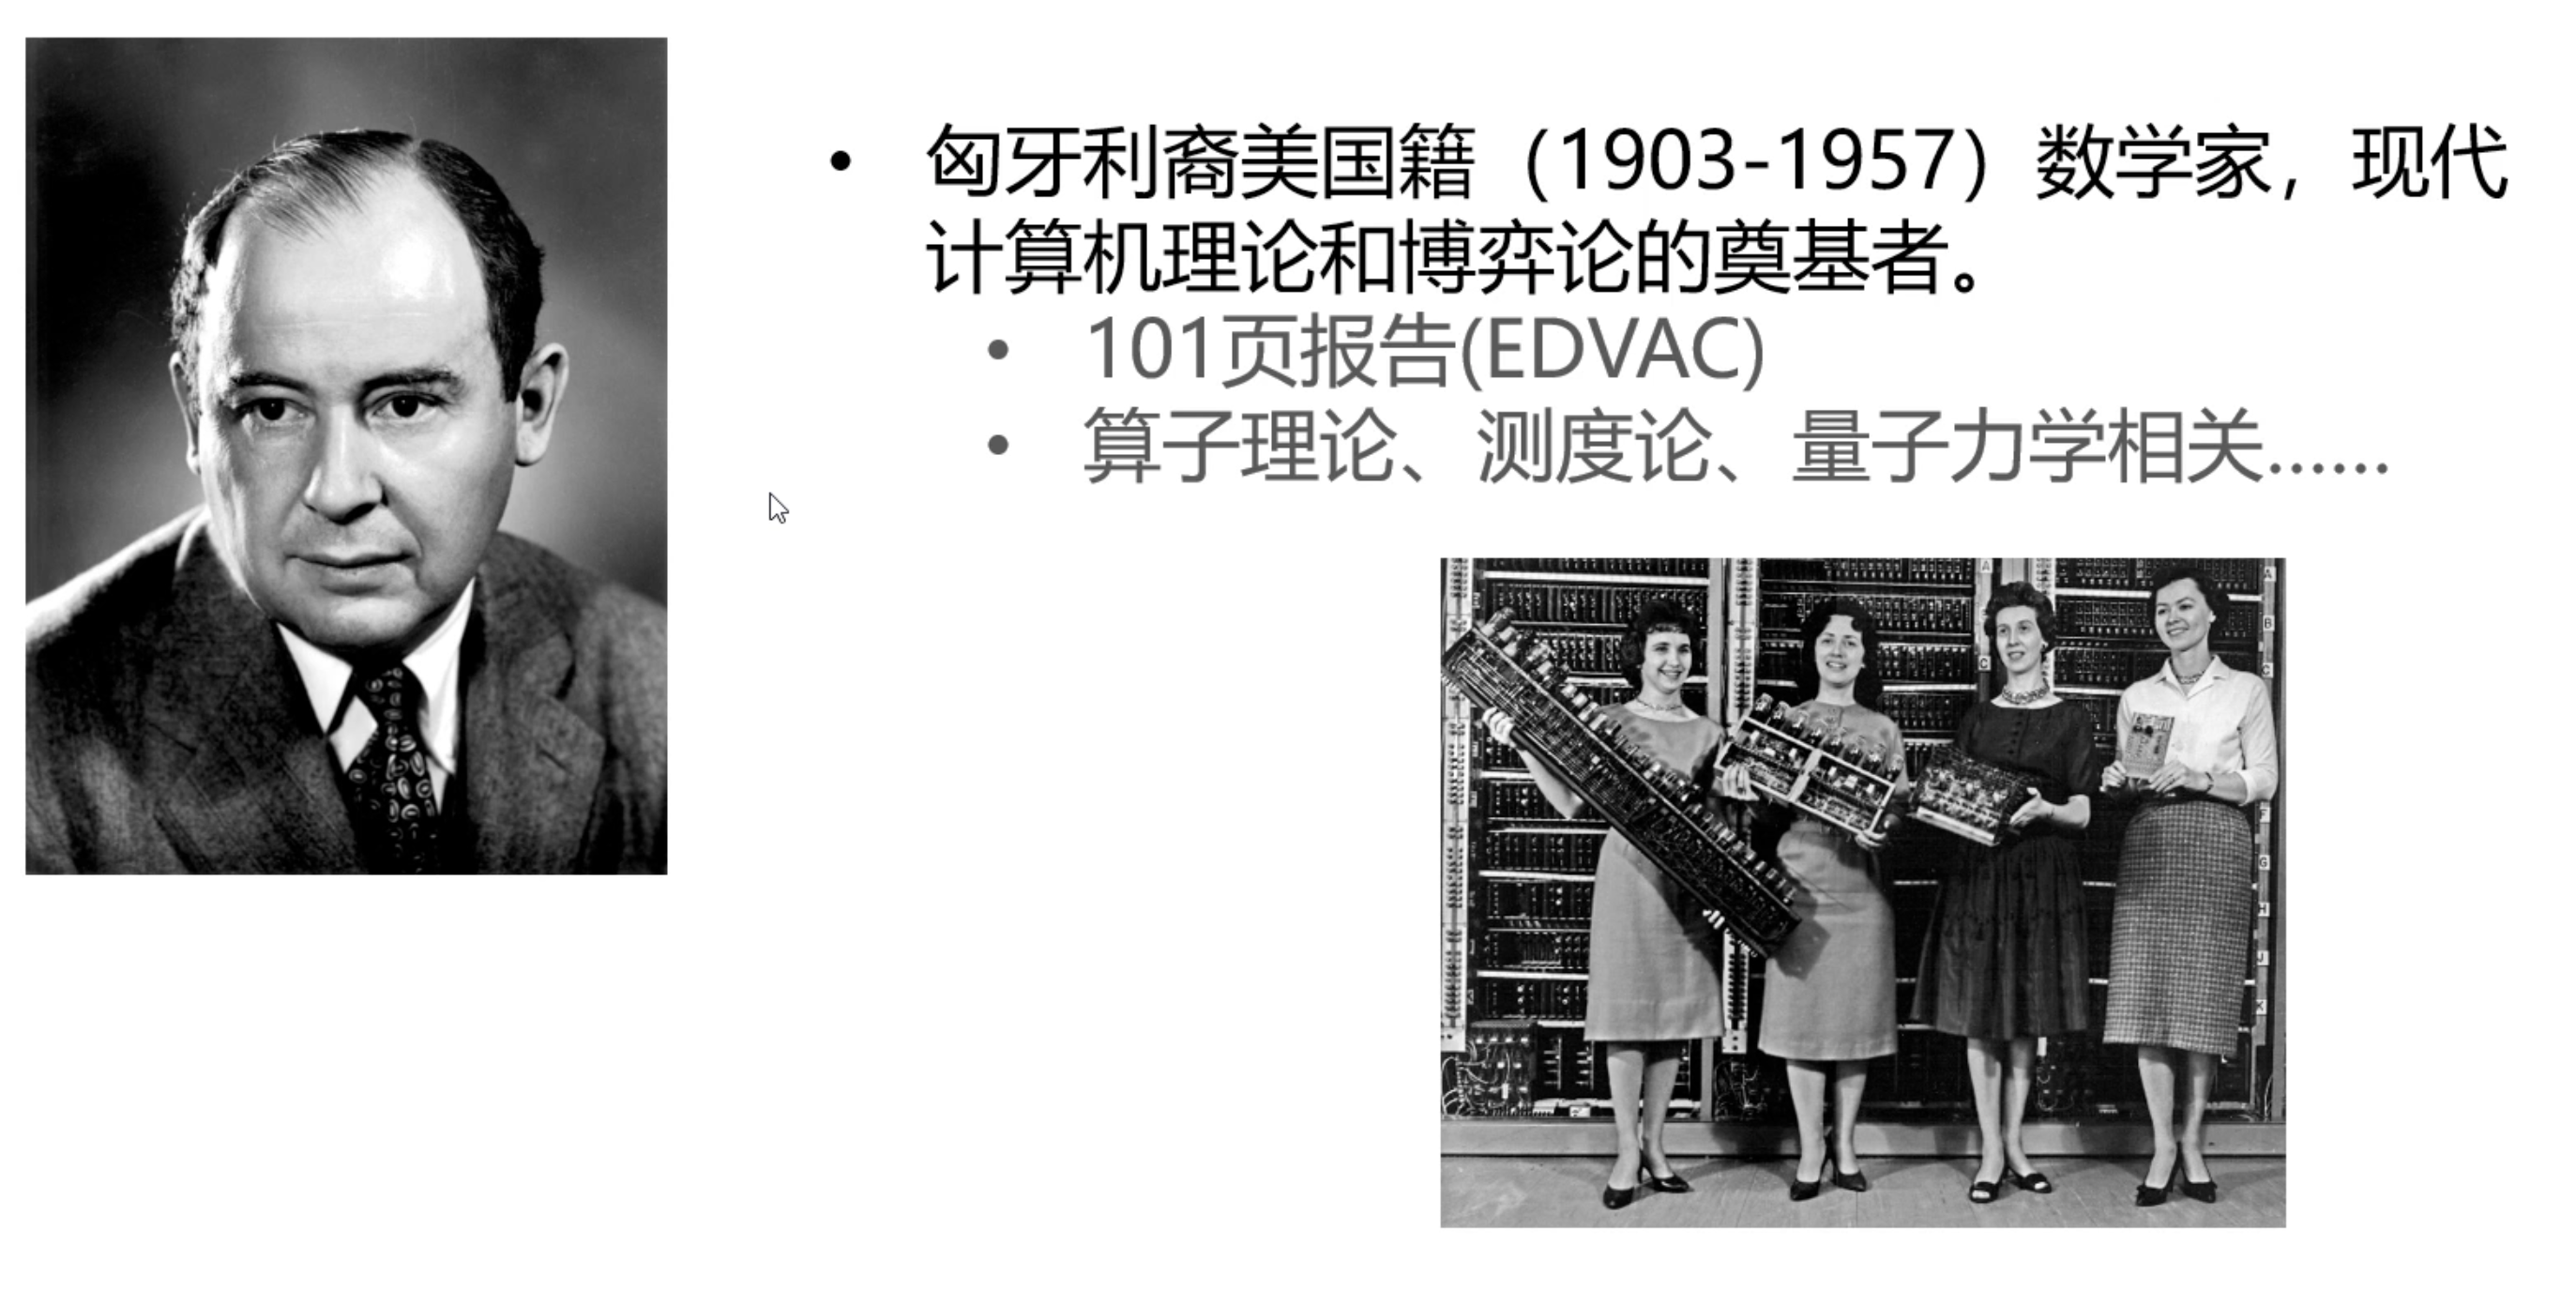 • 匈牙利裔美国籍（1903-1957）数学家，现代
计算机理论和博弈论的奠基者。
• 101页报告(EDVAC)
• 算子理论、测度论、量子力学相关......
A
B
C
F
G
H
J
K
A
C